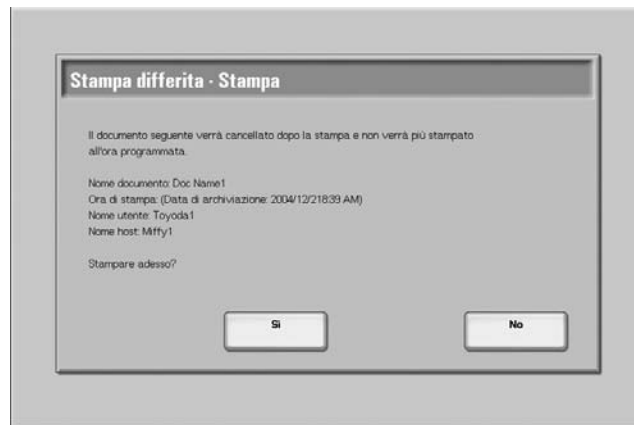 Stampa differita - Stampa
Il documento seguente verrà cancellato dopo la stampa e non verrà più stampato
all'ora programmata.
Nome documento: Doc Name1
Ora di stampa: (Data di archiviazione: 2004/12/218:39 AM)
Nome utente: Toyoda1
Nome host: Miffy1
Stampare adesso?
Sì
No